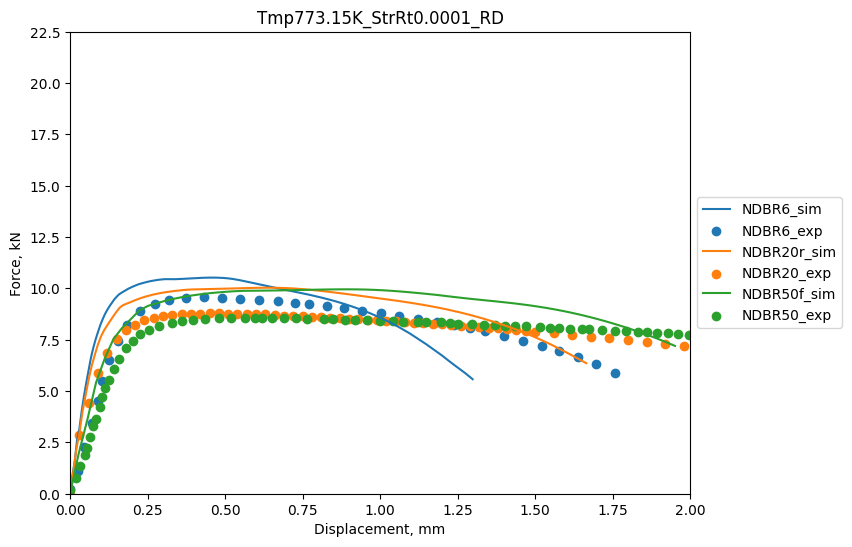 Tmp773.15K_StrRt0.0001_RD
22.5
20.0
17.5
15.0
12.5
10.0
7.5
5.0
2.5
0.0
Force, kN
0.00 0.25 0.50 0.75 1.00 1.25 1.50 1.75 2.00
Displacement, mm
NDBR6_sim
NDBR6_exp
NDBR20r_sim
NDBR20_exp
NDBR50f_sim
NDBR50_exp